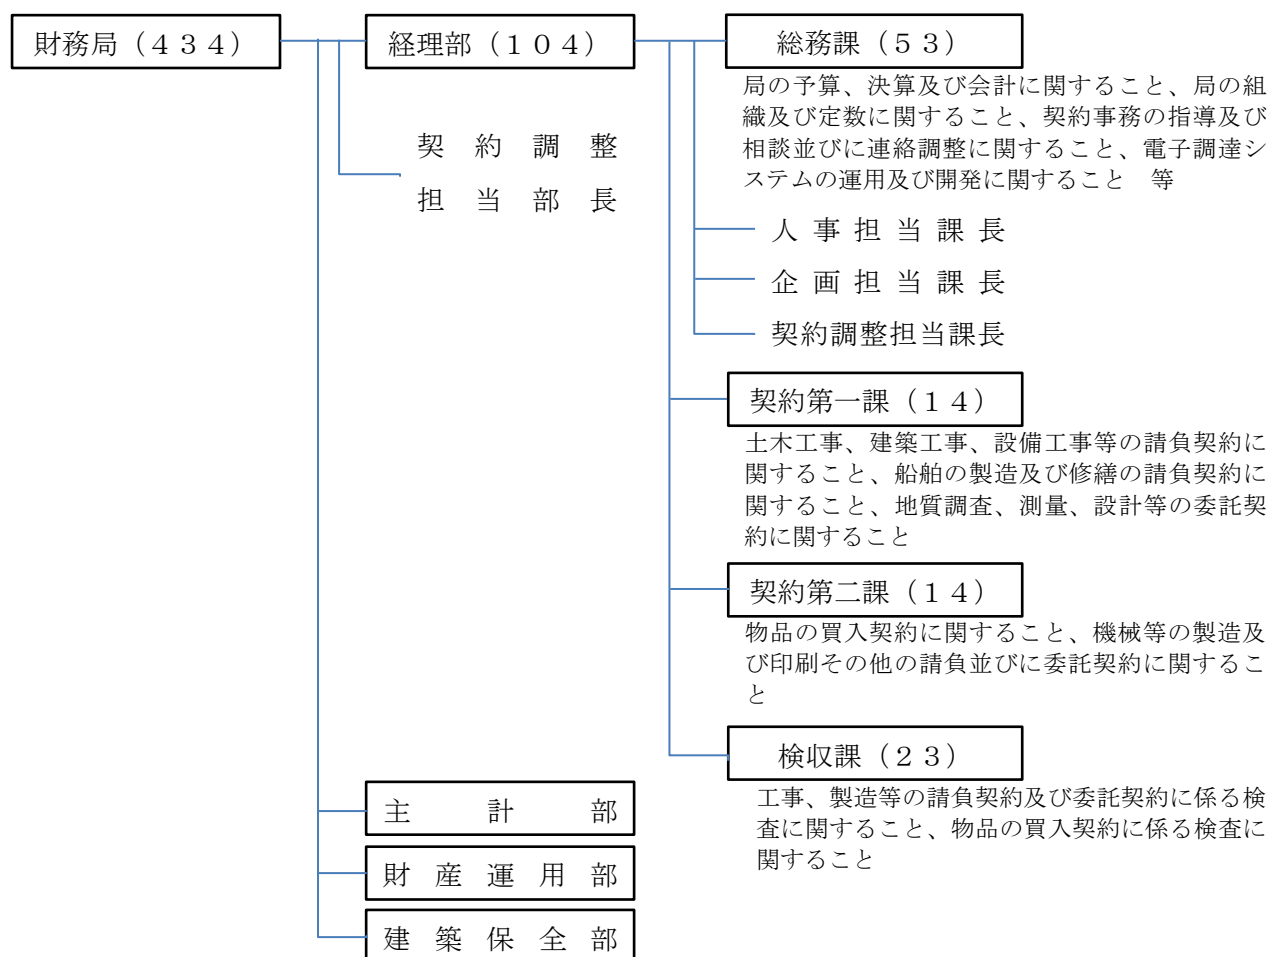 財務局（４３４）
経理部（１０４）
総務課（５３）
局の予算、決算及び会計に関すること、局の組
織及び定数に関すること、契約事務の指導及び
相談並びに連絡調整に関すること、電子調達シ
ステムの運用及び開発に関すること　等
契約調整
担当部長
人事担当課長
企画担当課長
契約調整担当課長
契約第一課（１４）
土木工事、建築工事、設備工事等の請負契約に
関すること、船舶の製造及び修繕の請負契約に
関すること、地質調査、測量、設計等の委託契
約に関すること
契約第二課（１４）
物品の買入契約に関すること、機械等の製造及
び印刷その他の請負並びに委託契約に関するこ
と
検収課（２３）
工事、製造等の請負契約及び委託契約に係る検
査に関すること、物品の買入契約に係る検査に
関すること
主計部
財産運用部
建築保全部